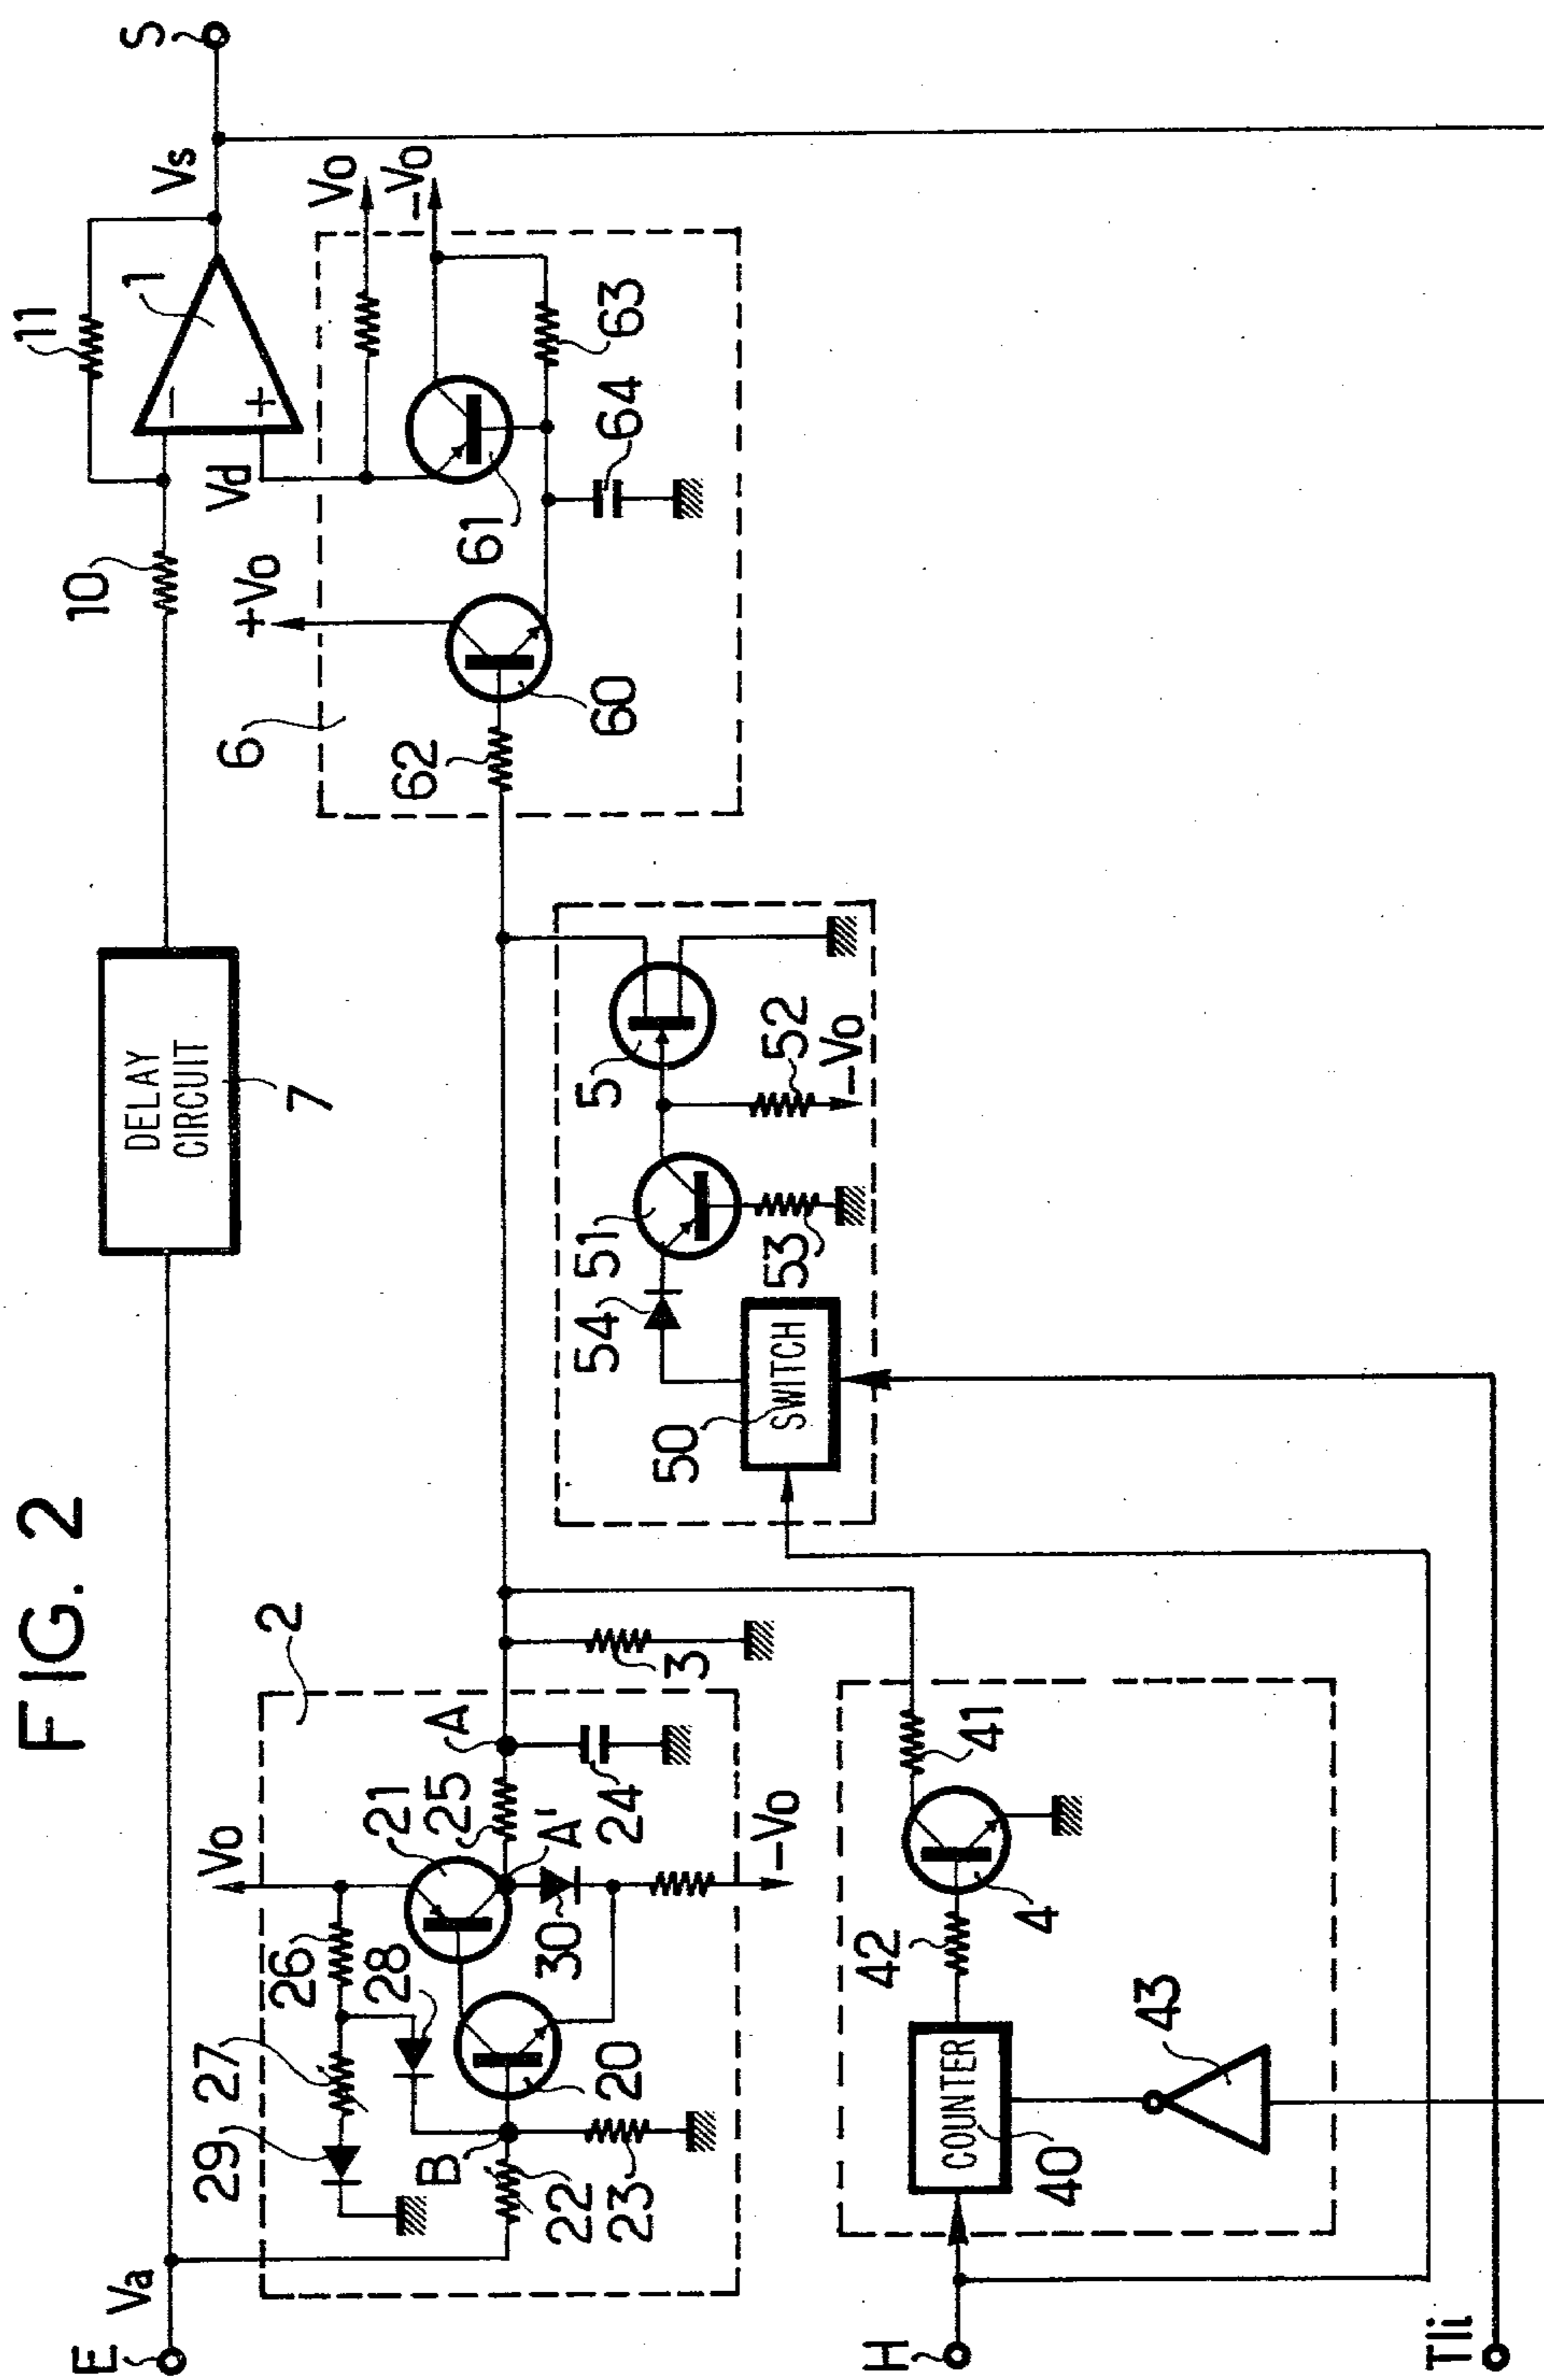 FIG. 2
E
Va
DELAY
CIRCUIT
7
10
11
1
−
+
Vd
Vs
S
2
Vo
29
27
26
28
21
25
A
A'
30
24
20
B
22
23
−Vo
3
6
+Vo
62
60
61
64
63
Vo
−Vo
5
51
54
53
52
−Vo
50
SWITCH
H
COUNTER
40
42
41
4
43
Tli